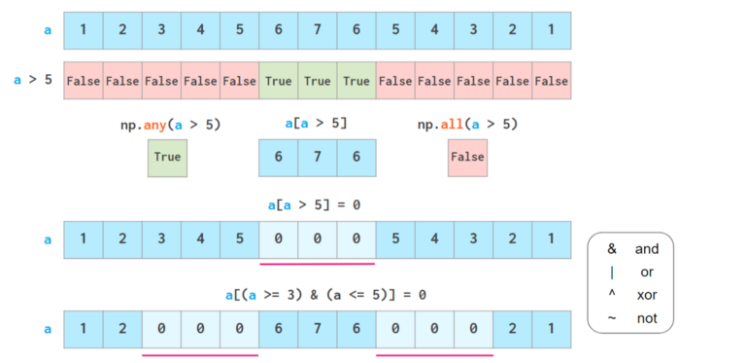 a 1 2 3 4 5 6 7 6 5 4 3 2 1
a > 5 False False False False False True True True False False False False False
np.any(a > 5) a[a > 5] np.all(a > 5)
True 6 7 6 False
a[a > 5] = 0
a 1 2 3 4 5 0 0 0 5 4 3 2 1
a[(a >= 3) & (a <= 5)] = 0
a 1 2 0 0 0 6 7 6 0 0 0 2 1
& and
| or
^ xor
~ not